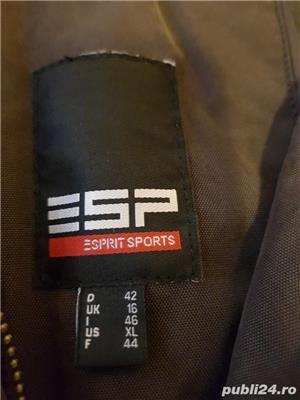 ESP
ESPRIT SPORTS
D 42
UK 16
I 46
US XL
F 44
publi24.ro